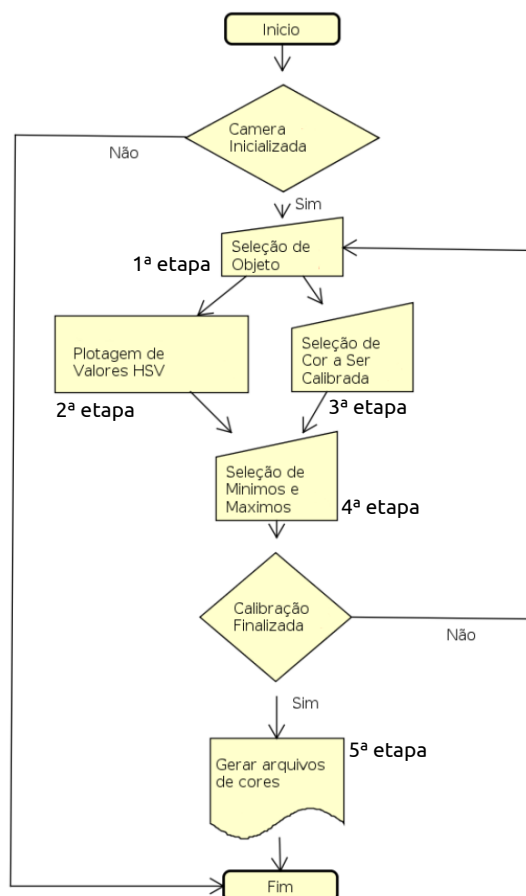 Inicio
Camera
Inicializada
Não
Sim
1ª etapa
Seleção de
Objeto
Plotagem de
Valores HSV
2ª etapa
Seleção de
Cor a Ser
Calibrada
3ª etapa
Seleção de
Minimos e
Maximos
4ª etapa
Calibração
Finalizada
Não
Sim
5ª etapa
Gerar arquivos
de cores
Fim